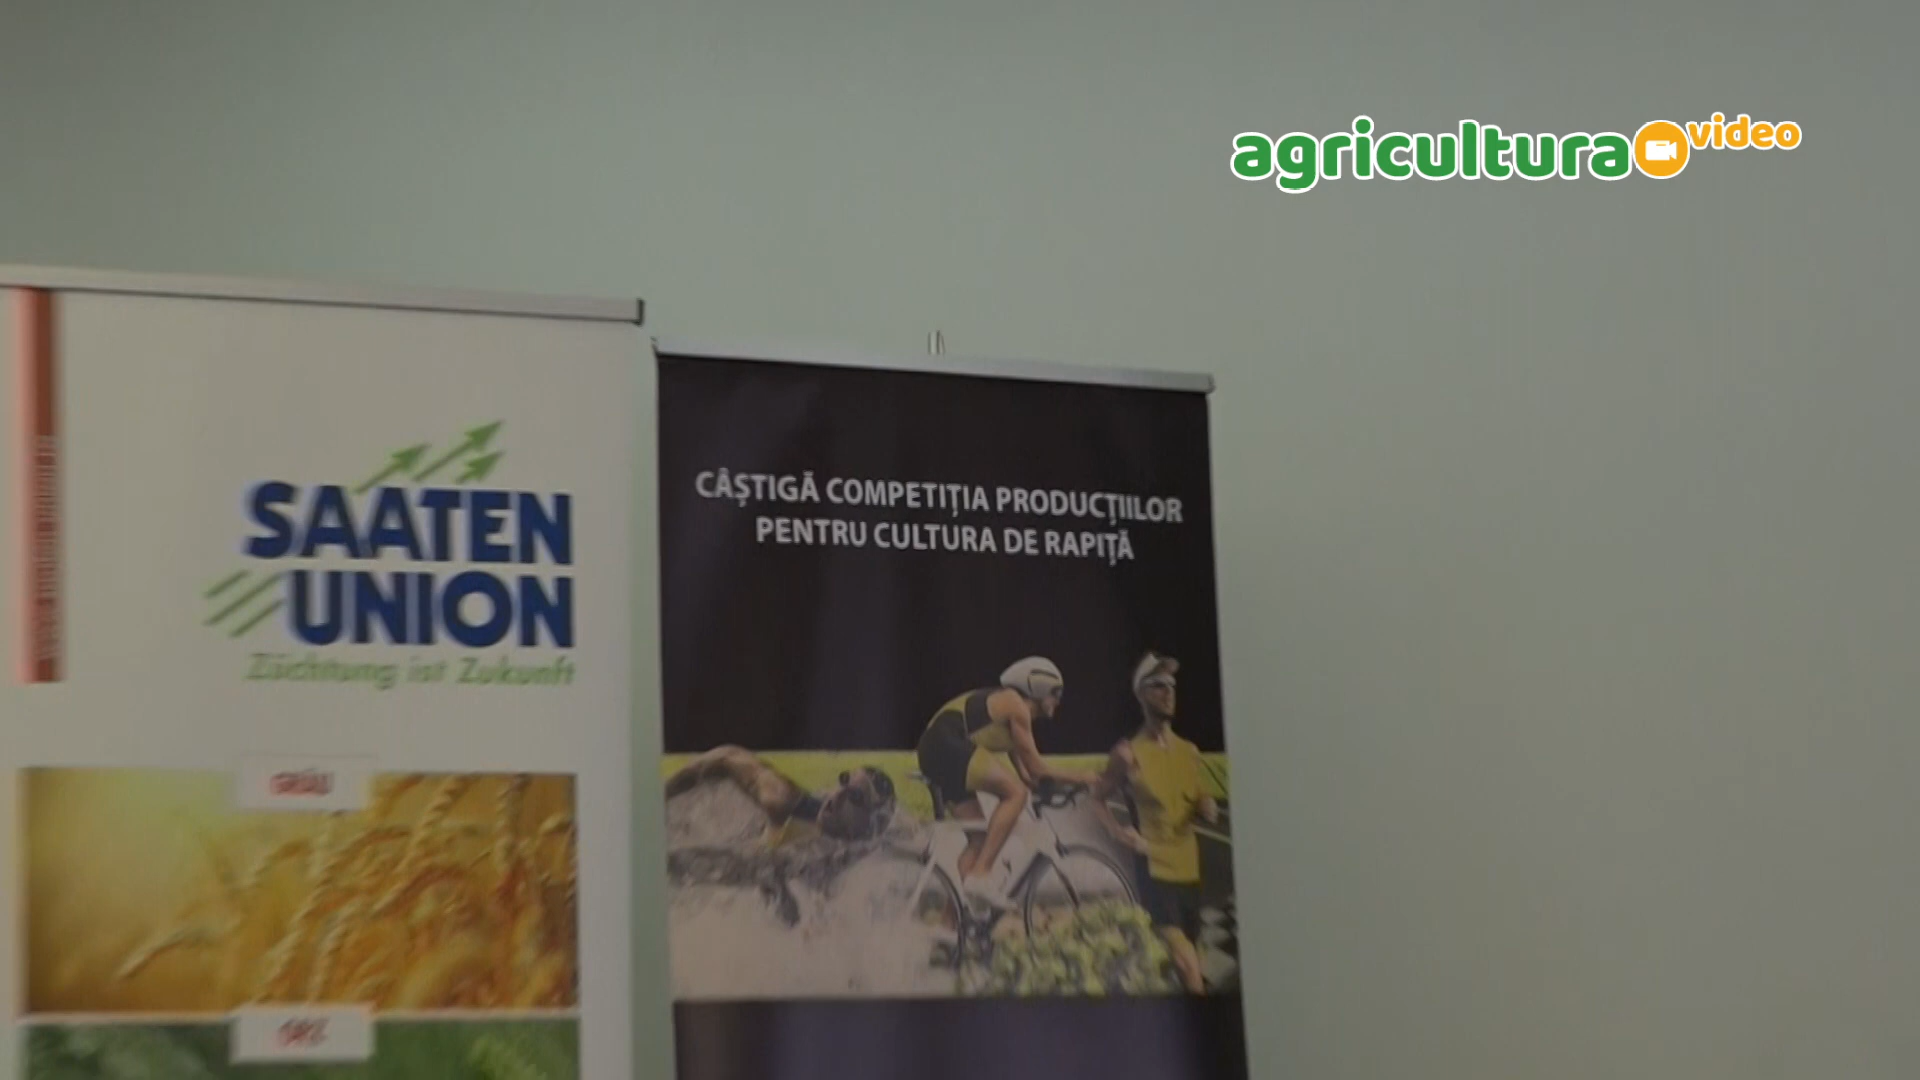 agricultura video
SAATEN
UNION
Züchtung ist Zukunft
GRÂU
CÂȘTIGĂ COMPETIȚIA PRODUCȚIILOR
PENTRU CULTURA DE RAPIȚĂ